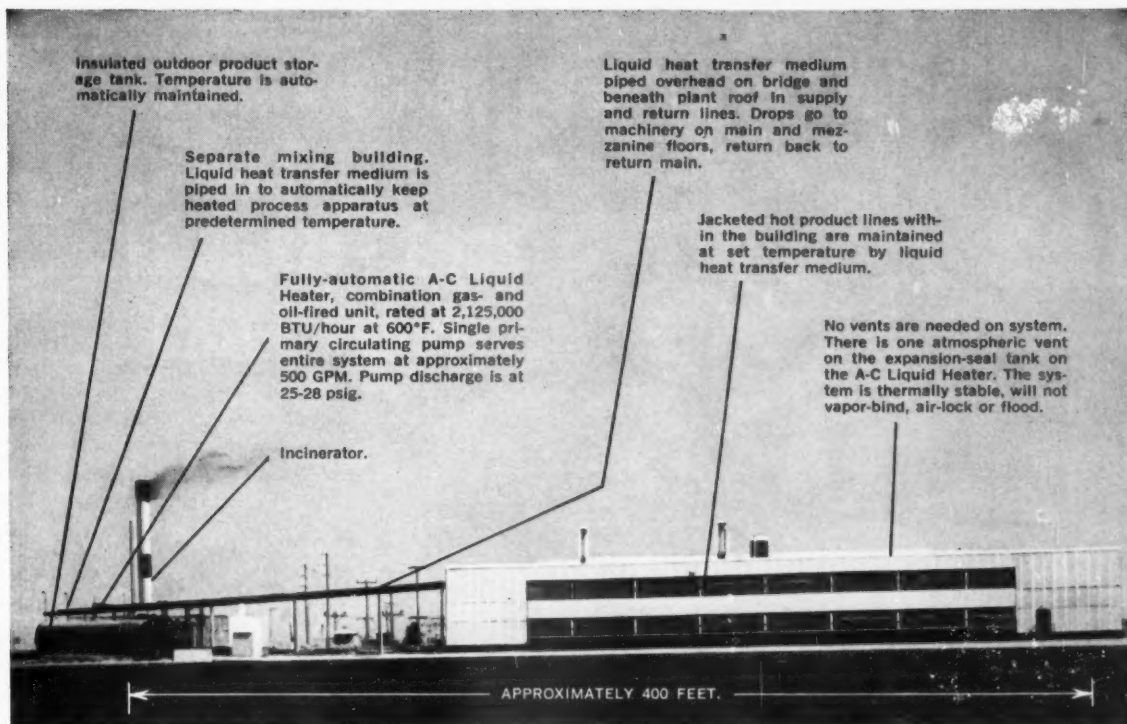 Insulated outdoor product stor-
age tank. Temperature is auto-
matically maintained.
Separate mixing building.
Liquid heat transfer medium is
piped in to automatically keep
heated process apparatus at
predetermined temperature.
Fully-automatic A-C Liquid
Heater, combination gas- and
oil-fired unit, rated at 2,125,000
BTU/hour at 600°F. Single pri-
mary circulating pump serves
entire system at approximately
500 GPM. Pump discharge is at
25-28 psig.
Incinerator.
Liquid heat transfer medium
piped overhead on bridge and
beneath plant roof in supply
and return lines. Drops go to
machinery on main and mez-
zanine floors, return back to
return main.
Jacketed hot product lines with-
in the building are maintained
at set temperature by liquid
heat transfer medium.
No vents are needed on system.
There is one atmospheric vent
on the expansion-seal tank on
the A-C Liquid Heater. The sys-
tem is thermally stable, will not
vapor-bind, air-lock or flood.
APPROXIMATELY 400 FEET.